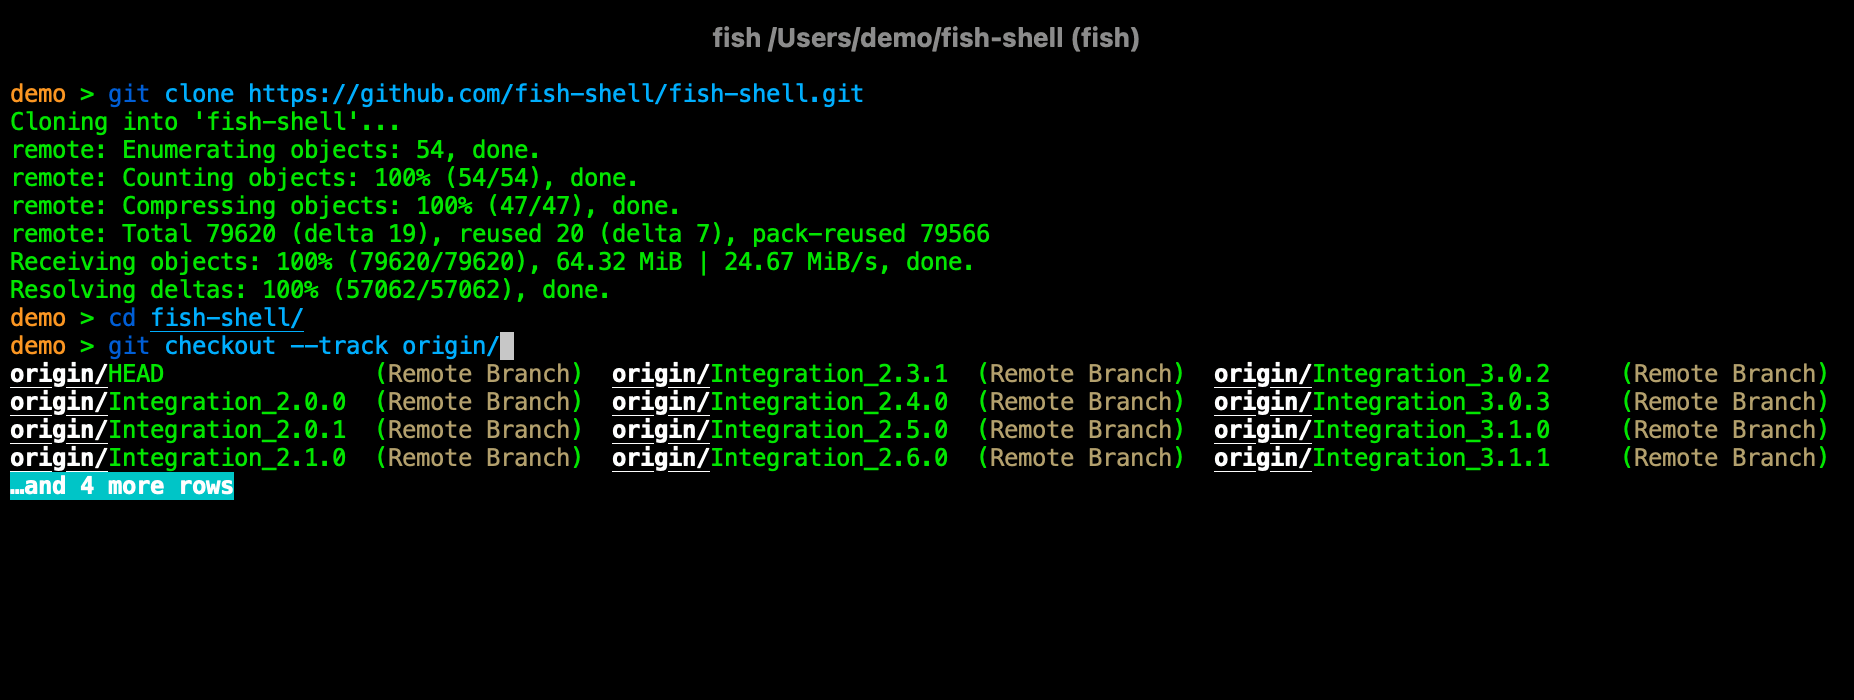 fish /Users/demo/fish-shell (fish)
demo > git clone https://github.com/fish-shell/fish-shell.git
Cloning into 'fish-shell'...
remote: Enumerating objects: 54, done.
remote: Counting objects: 100% (54/54), done.
remote: Compressing objects: 100% (47/47), done.
remote: Total 79620 (delta 19), reused 20 (delta 7), pack-reused 79566
Receiving objects: 100% (79620/79620), 64.32 MiB | 24.67 MiB/s, done.
Resolving deltas: 100% (57062/57062), done.
demo > cd fish-shell/
demo > git checkout --track origin/
origin/HEAD (Remote Branch) origin/Integration_2.3.1 (Remote Branch) origin/Integration_3.0.2 (Remote Branch)
origin/Integration_2.0.0 (Remote Branch) origin/Integration_2.4.0 (Remote Branch) origin/Integration_3.0.3 (Remote Branch)
origin/Integration_2.0.1 (Remote Branch) origin/Integration_2.5.0 (Remote Branch) origin/Integration_3.1.0 (Remote Branch)
origin/Integration_2.1.0 (Remote Branch) origin/Integration_2.6.0 (Remote Branch) origin/Integration_3.1.1 (Remote Branch)
…and 4 more rows